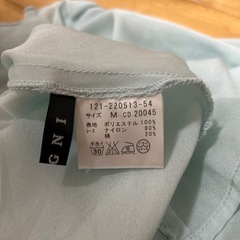 121-220513-54
サイズ M CD.20045
表地 ポリエステル 100%
レース ナイロン 80%
綿 20%
INGNI